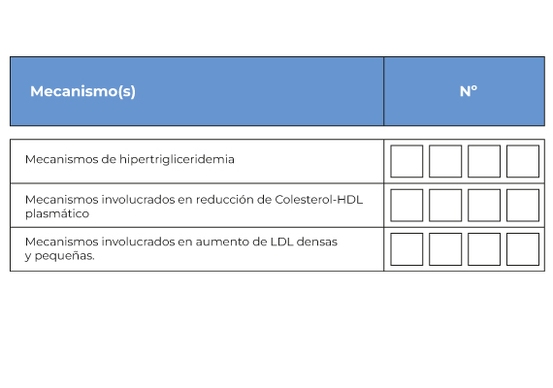 Mecanismo(s)
Nº
Mecanismos de hipertrigliceridemia
Mecanismos involucrados en reducción de Colesterol-HDL
plasmático
Mecanismos involucrados en aumento de LDL densas
y pequeñas.